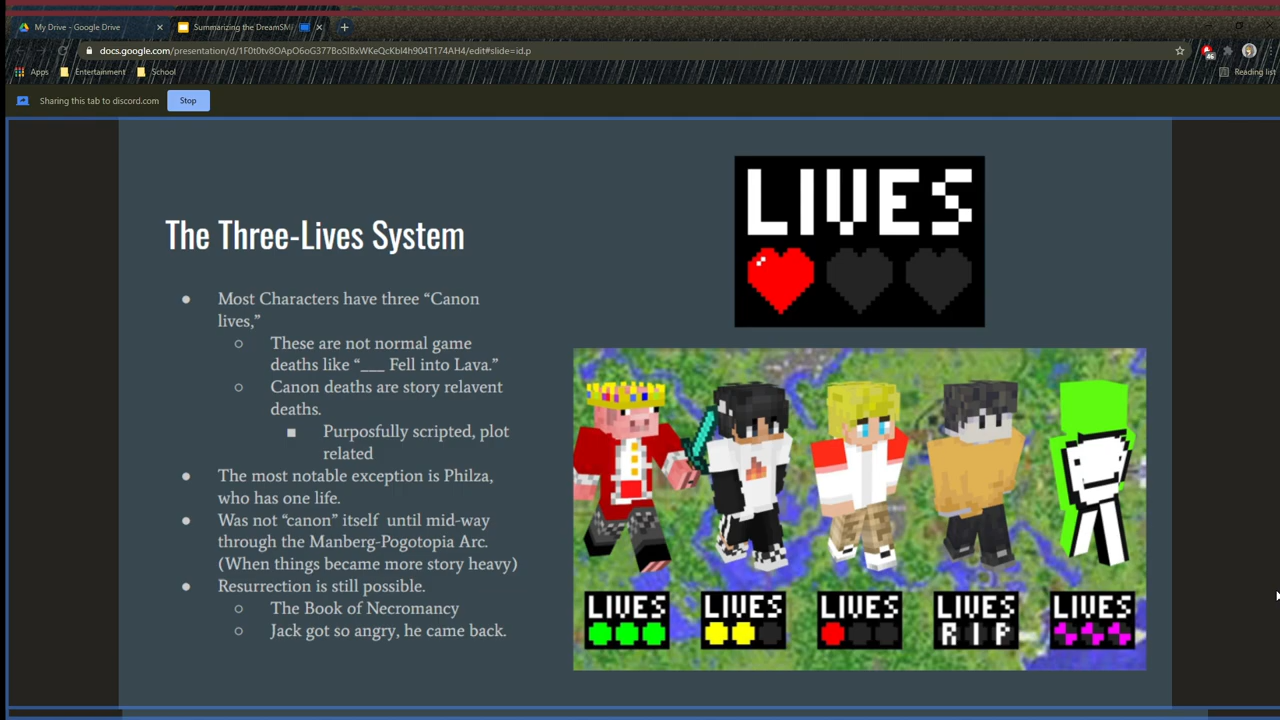 My Drive - Google Drive
Summarizing the DreamSM
docs.google.com/presentation/d/1F0t0tv8OApO6oG377BoSIBxWKeQcKbl4h904T174AH4/edit#slide=id.p
46
Apps
Entertainment
School
Reading list
Sharing this tab to discord.com
Stop
The Three-Lives System
● Most Characters have three “Canon
lives,”
○ These are not normal game
deaths like “___ Fell into Lava.”
○ Canon deaths are story relavent
deaths.
■ Purposfully scripted, plot
related
● The most notable exception is Philza,
who has one life.
● Was not “canon” itself until mid-way
through the Manberg-Pogotopia Arc.
(When things became more story heavy)
● Resurrection is still possible.
○ The Book of Necromancy
○ Jack got so angry, he came back.
LIVES
LIVES
LIVES
LIVES
LIVES
R I P
LIVES